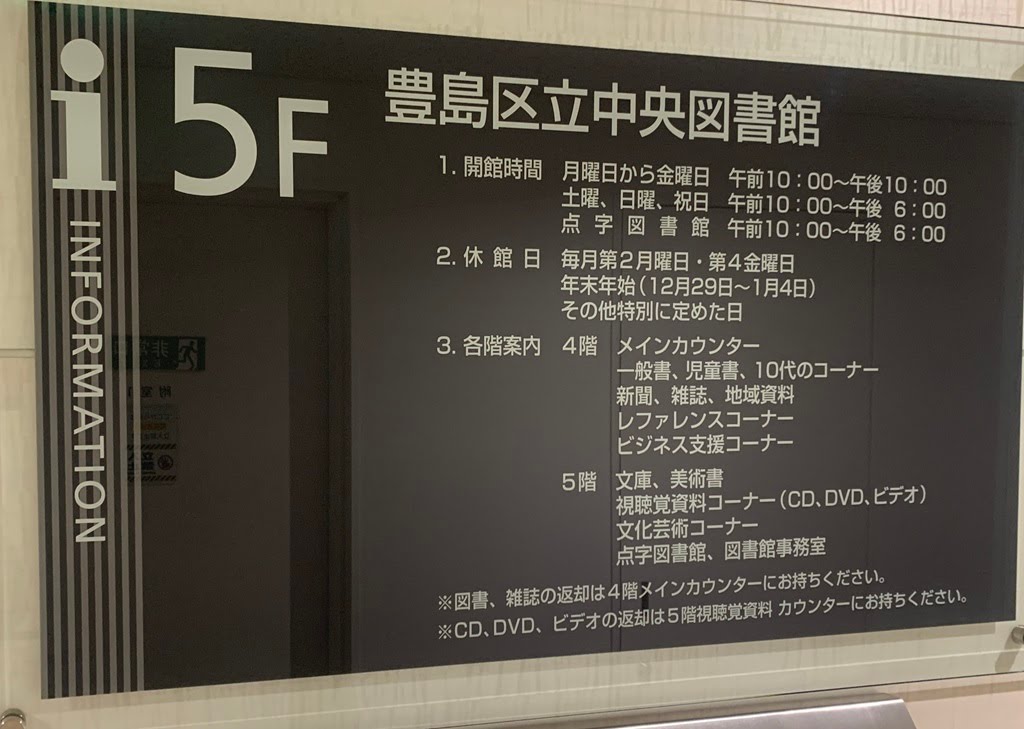 i
INFORMATION
5F
豊島区立中央図書館
1. 開館時間 月曜日から金曜日 午前10：00～午後10：00
土曜、日曜、祝日 午前10：00～午後 6：00
点字図書館 午前10：00～午後 6：00
2. 休館日 毎月第2月曜日・第4金曜日
年末年始（12月29日～1月4日）
その他特別に定めた日
3. 各階案内 4階 メインカウンター
一般書、児童書、10代のコーナー
新聞、雑誌、地域資料
レファレンスコーナー
ビジネス支援コーナー
5階 文庫、美術書
視聴覚資料コーナー（CD、DVD、ビデオ）
文化芸術コーナー
点字図書館、図書館事務室
※図書、雑誌の返却は4階メインカウンターにお持ちください。
※CD、DVD、ビデオの返却は5階視聴覚資料 カウンターにお持ちください。